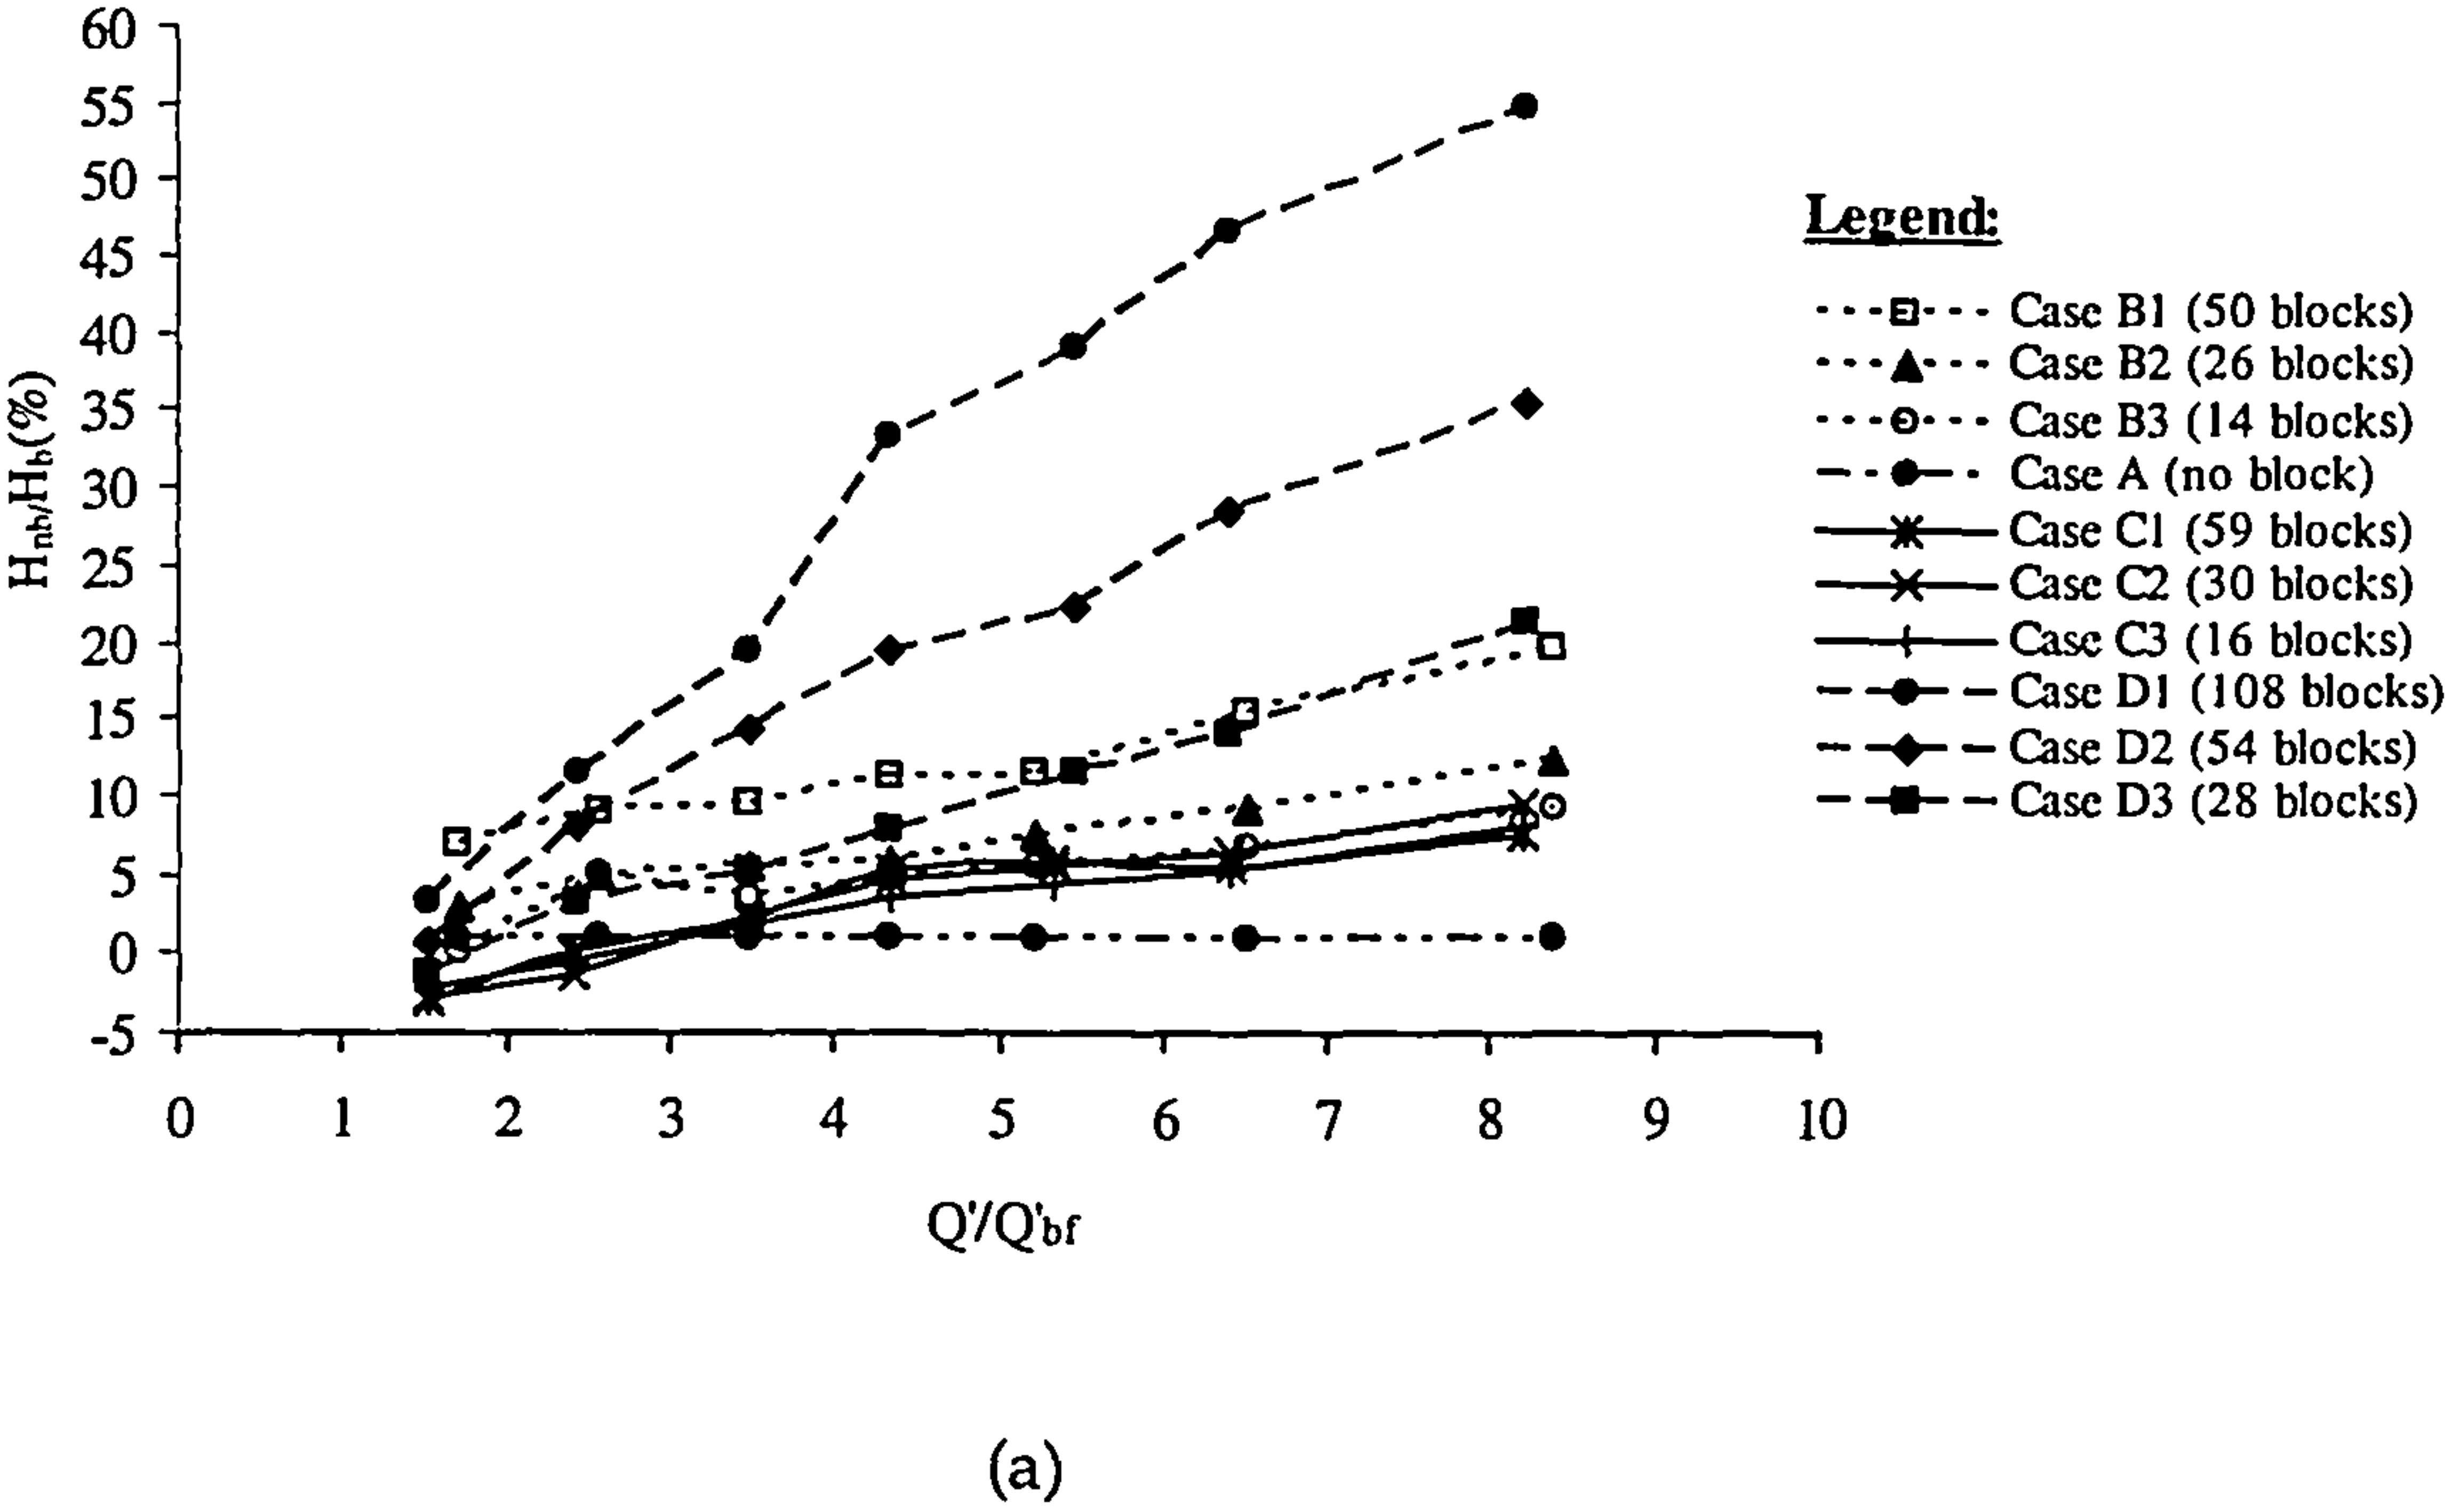 60
55
50
45
40
35
30
25
20
15
10
5
0
-5
H_nb/H_b(%)
0 1 2 3 4 5 6 7 8 9 10
Q'/Q'bf
Legend:
Case B1 (50 blocks)
Case B2 (26 blocks)
Case B3 (14 blocks)
Case A (no block)
Case C1 (59 blocks)
Case C2 (30 blocks)
Case C3 (16 blocks)
Case D1 (108 blocks)
Case D2 (54 blocks)
Case D3 (28 blocks)
(a)